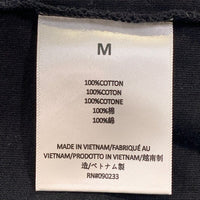 M
100%COTTON
100%COTON
100%COTONE
100%棉
100%綿
MADE IN VIETNAM/FABRIQUÉ AU
VIETNAM/PRODOTTO IN VIETNAM/越南制
造/ベトナム製
RN#090233